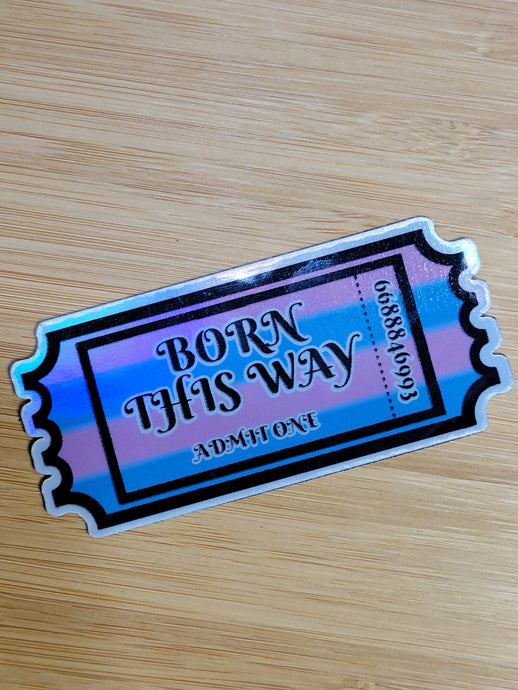 BORN
THIS WAY
ADMIT ONE
6688846993